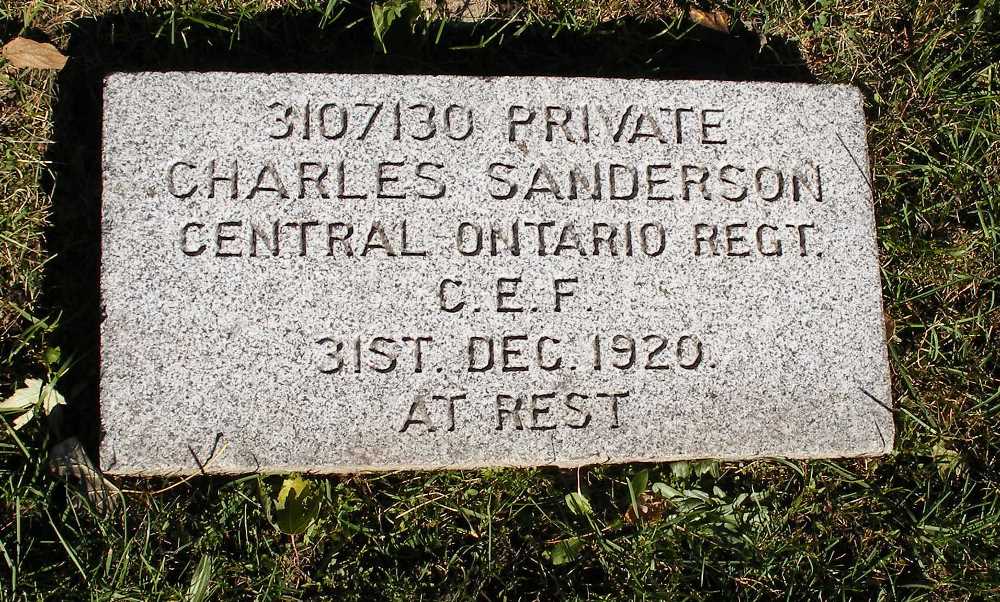 3107130 PRIVATE
CHARLES SANDERSON
CENTRAL ONTARIO REGT.
C.E.F.
31ST. DEC. 1920.
AT REST